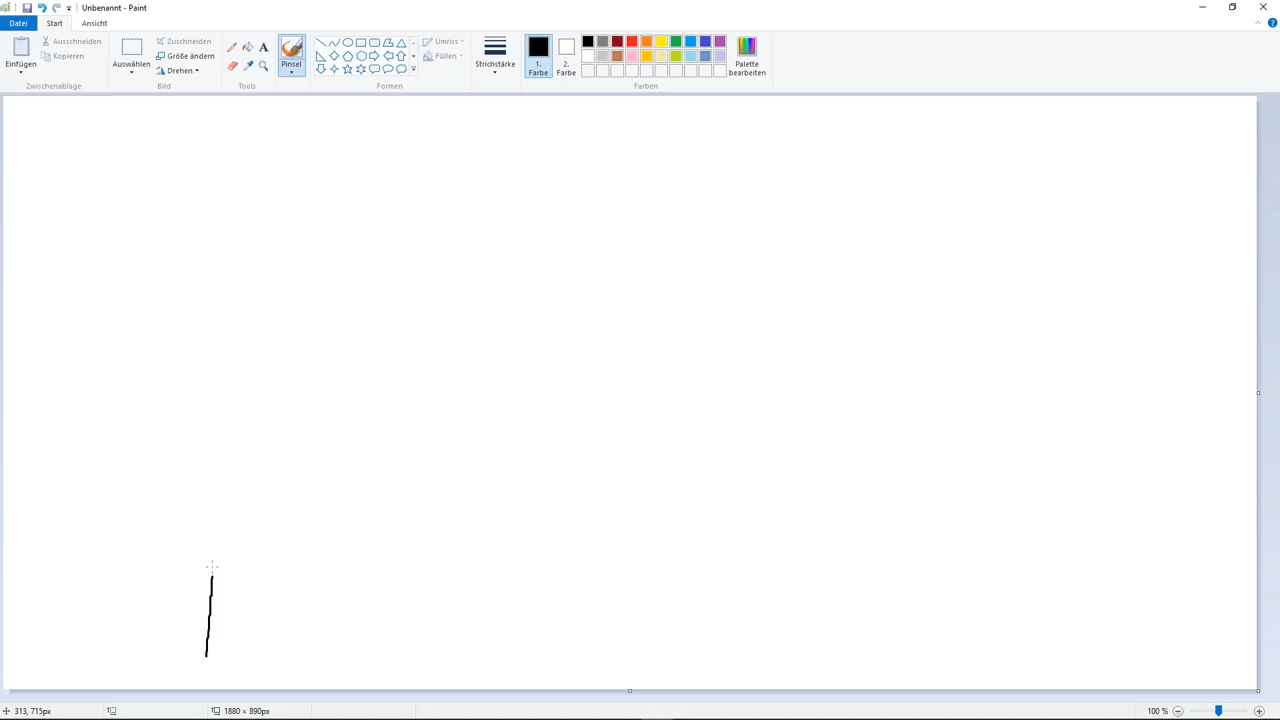 Unbenannt - Paint
Datei Start Ansicht
Einfügen
Ausschneiden
Kopieren
Zwischenablage
Auswählen
Zuschneiden
Größe ändern
Drehen
Bild
A
Tools
Pinsel
Formen
Umriss
Füllen
Strichstärke
1.
Farbe
2.
Farbe
Palette
bearbeiten
Farben
313, 715px
1880 × 890px
100 %